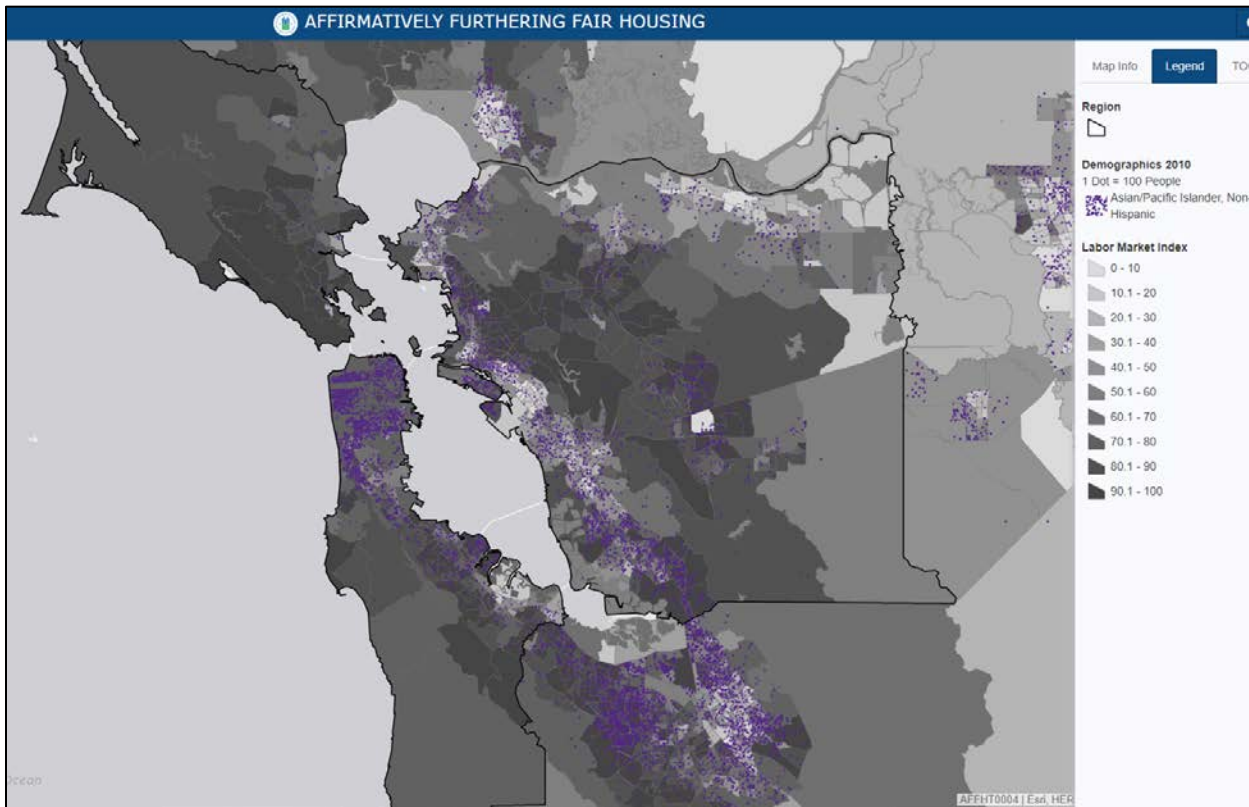 AFFIRMATIVELY FURTHERING FAIR HOUSING
Map Info Legend
Region
Demographics 2010
1 Dot = 100 People
Asian/Pacific Islander, Non-
Hispanic
Labor Market Index
0 - 10
10.1 - 20
20.1 - 30
30.1 - 40
40.1 - 50
50.1 - 60
60.1 - 70
70.1 - 80
80.1 - 90
90.1 - 100
Ocean
AFFHT0004 | Esri, HER